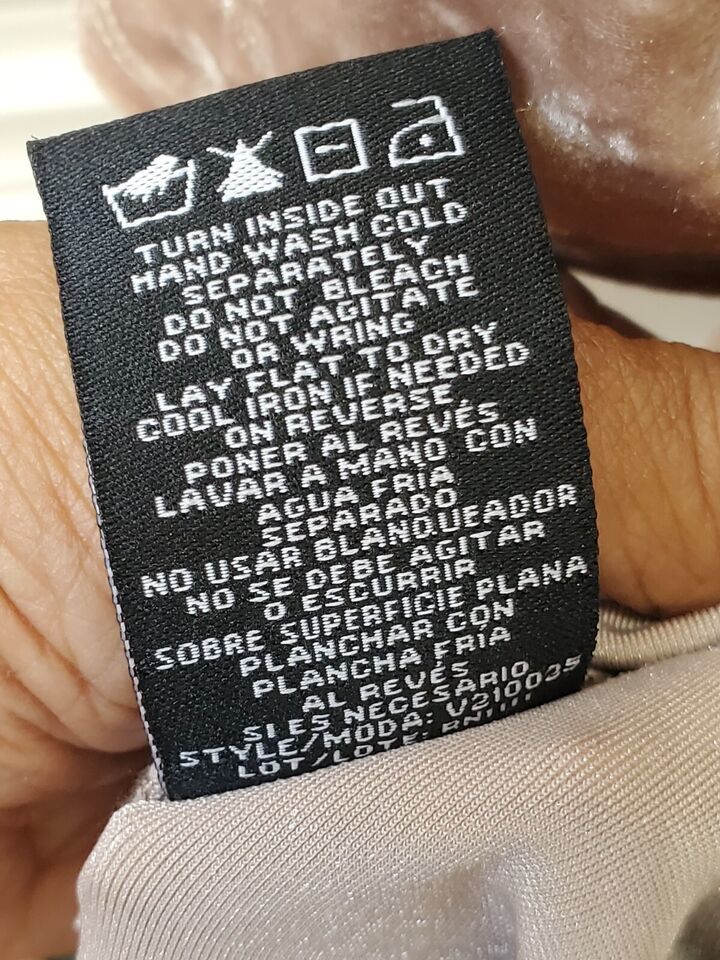 TURN INSIDE OUT
HAND WASH COLD
SEPARATELY
DO NOT BLEACH
DO NOT AGITATE
OR WRING
LAY FLAT TO DRY
COOL IRON IF NEEDED
ON REVERSE
PONER AL REVÉS
LAVAR A MANO CON
AGUA FRIA
SEPARADO
NO USAR BLANQUEADOR
NO SE DEBE AGITAR
O ESCURRIR
SOBRE SUPERFICIE PLANA
PLANCHAR CON
PLANCHA FRIA
AL REVÉS
SI ES NECESARIO
STYLE/MODA: V210035
LOT/LOTE: